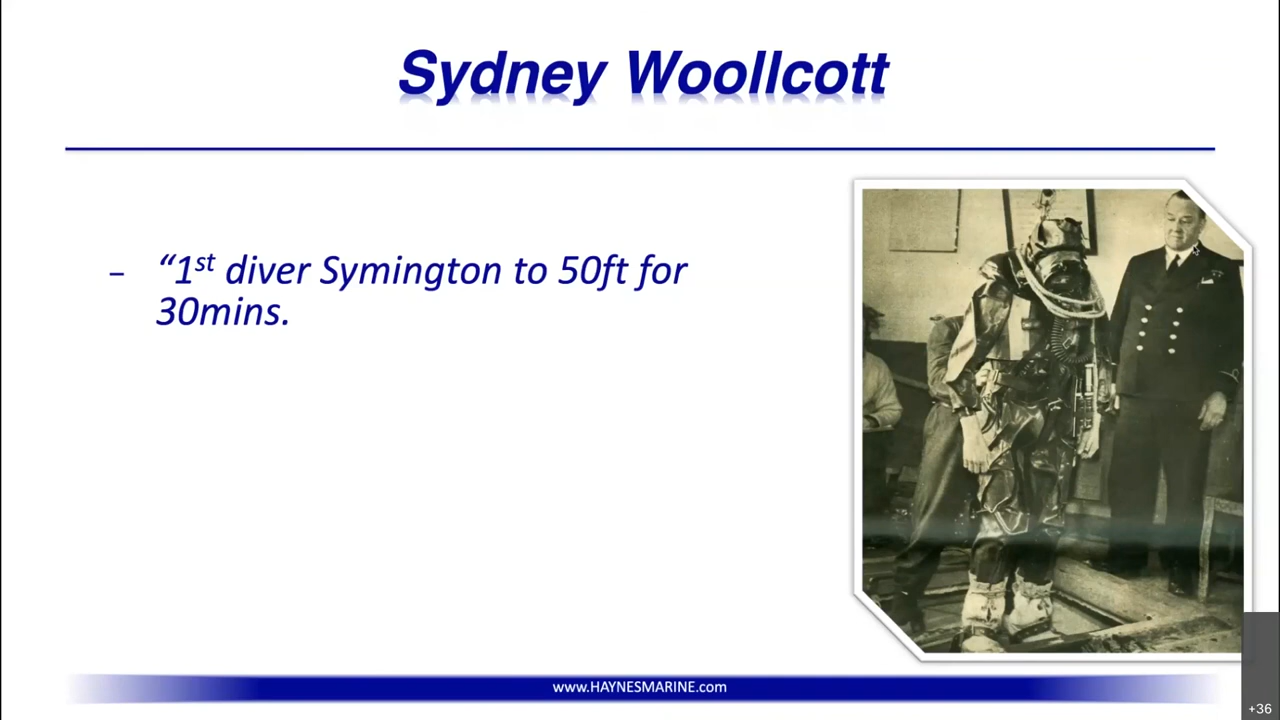 Sydney Woollcott
– “1st diver Symington to 50ft for
30mins.
www.HAYNESMARINE.com
+36